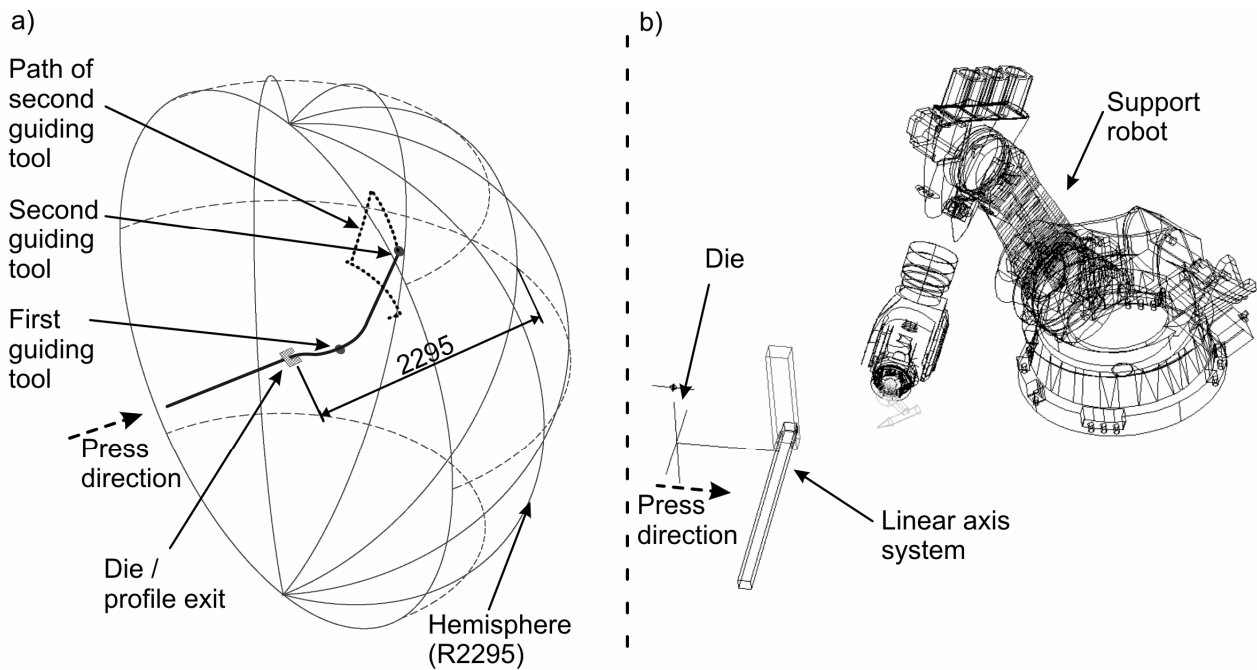 a)
Path of
second
guiding
tool
Second
guiding
tool
First
guiding
tool
2295
Press
direction
Die /
profile exit
Hemisphere
(R2295)
b)
Support
robot
Die
Press
direction
Linear axis
system